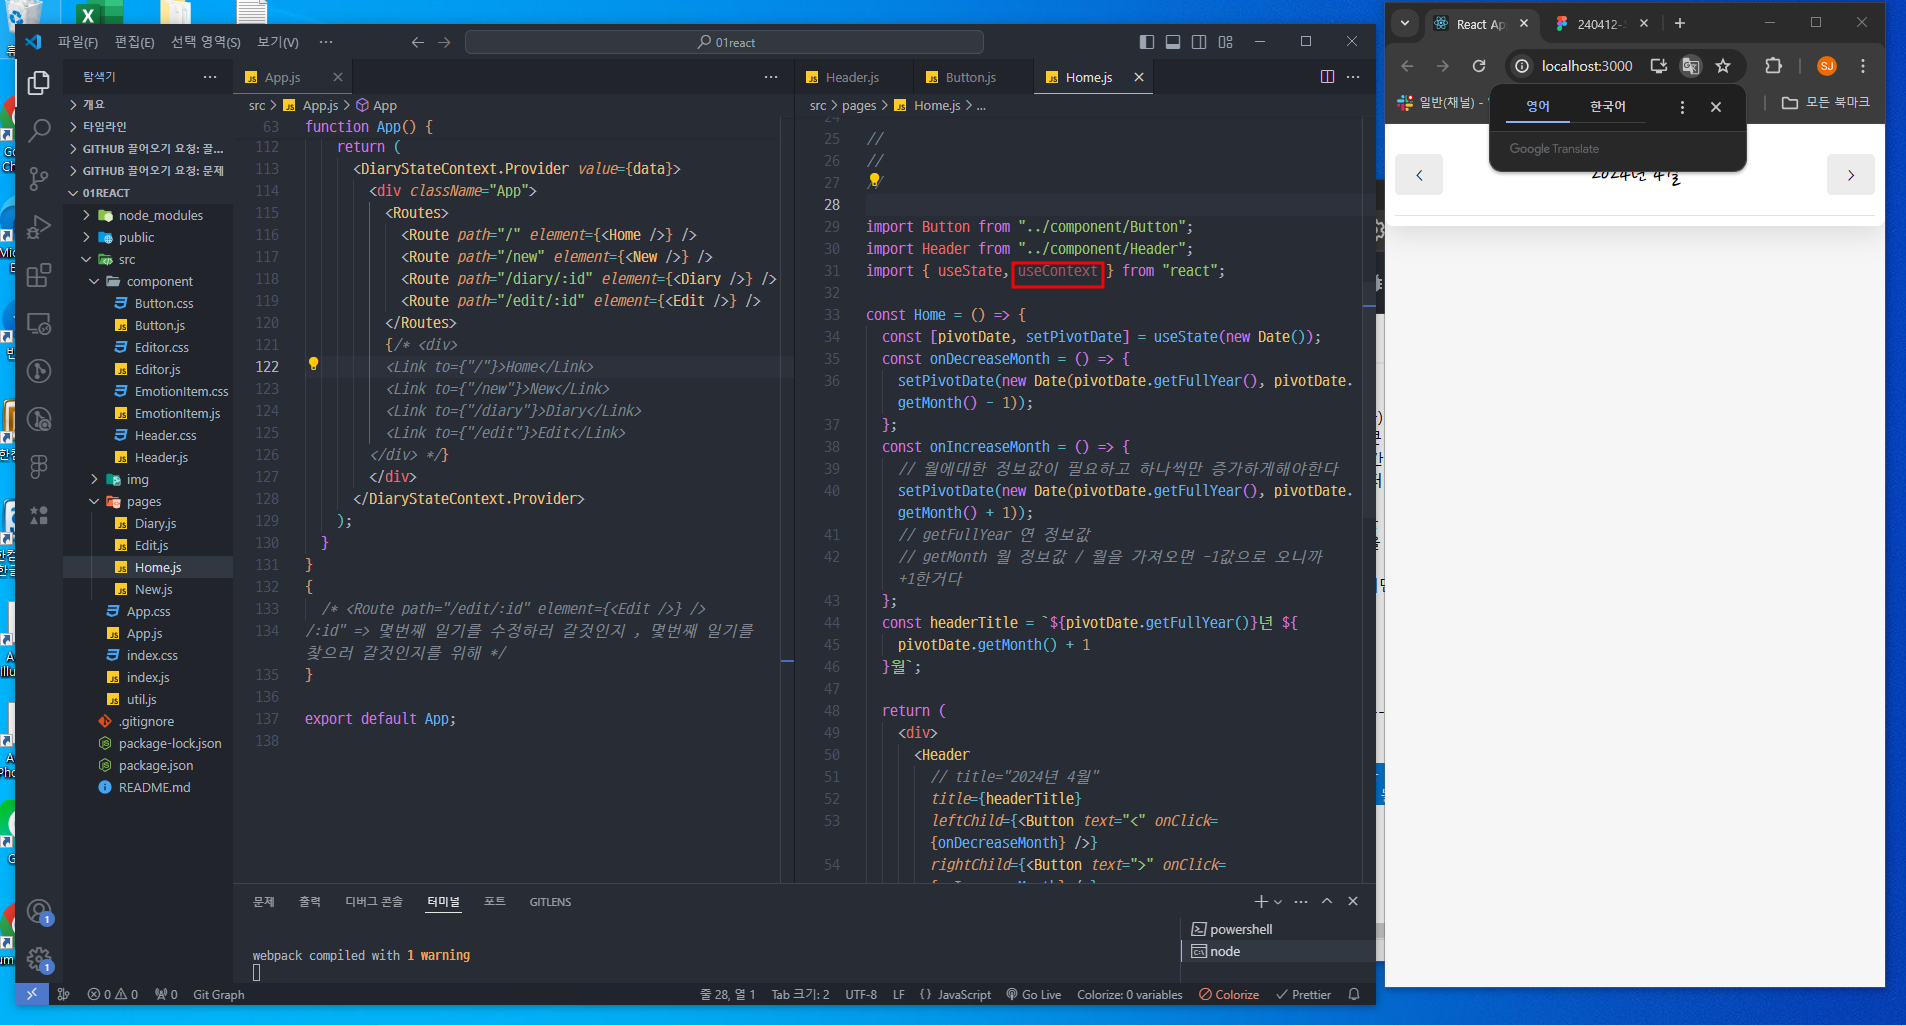 파일(F) 편집(E) 선택 영역(S) 보기(V) ··· 01react
React Ap 240412-
localhost:3000 SJ
일반(채널) - 모든 북마크
영어 한국어
Google Translate
2024년 4월
탐색기
개요
타임라인
GITHUB 끌어오기 요청: 끌...
GITHUB 끌어오기 요청: 문제
01REACT
node_modules
public
src
component
Button.css
Button.js
Editor.css
Editor.js
EmotionItem.css
EmotionItem.js
Header.css
Header.js
img
pages
Diary.js
Edit.js
Home.js
New.js
App.css
App.js
index.css
index.js
util.js
.gitignore
package-lock.json
package.json
README.md
App.js
src > App.js > App
63 function App() {
112 return (
113 <DiaryStateContext.Provider value={data}>
114 <div className="App">
115 <Routes>
116 <Route path="/" element={<Home />} />
117 <Route path="/new" element={<New />} />
118 <Route path="/diary/:id" element={<Diary />} />
119 <Route path="/edit/:id" element={<Edit />} />
120 </Routes>
121 {/* <div>
122 <Link to={"/"}>Home</Link>
123 <Link to={"/new"}>New</Link>
124 <Link to={"/diary"}>Diary</Link>
125 <Link to={"/edit"}>Edit</Link>
126 </div> */}
127 </div>
128 </DiaryStateContext.Provider>
129 );
130 }
131 }
132 {
133 /* <Route path="/edit/:id" element={<Edit />} />
134 /:id" => 몇번째 일기를 수정하러 갈것인지 , 몇번째 일기를
찾으러 갈것인지를 위해 */
135 }
136
137 export default App;
138
Header.js Button.js Home.js
src > pages > Home.js > ...
24
25 //
26 //
27 //
28
29 import Button from "../component/Button";
30 import Header from "../component/Header";
31 import { useState, useContext } from "react";
32
33 const Home = () => {
34 const [pivotDate, setPivotDate] = useState(new Date());
35 const onDecreaseMonth = () => {
36 setPivotDate(new Date(pivotDate.getFullYear(), pivotDate.
getMonth() - 1));
37 };
38 const onIncreaseMonth = () => {
39 // 월에대한 정보값이 필요하고 하나씩만 증가하게해야한다
40 setPivotDate(new Date(pivotDate.getFullYear(), pivotDate.
getMonth() + 1));
41 // getFullYear 연 정보값
42 // getMonth 월 정보값 / 월을 가져오면 -1값으로 오니까
+1한거다
43 };
44 const headerTitle = `${pivotDate.getFullYear()}년 ${
45 pivotDate.getMonth() + 1
46 }월`;
47
48 return (
49 <div>
50 <Header
51 // title="2024년 4월"
52 title={headerTitle}
53 leftChild={<Button text="<" onClick=
{onDecreaseMonth} />}
54 rightChild={<Button text=">" onClick=
문제 출력 디버그 콘솔 터미널 포트 GITLENS
webpack compiled with 1 warning
powershell
node
0 0 0 Git Graph 줄 28, 열 1 Tab 크기: 2 UTF-8 LF {} JavaScript Go Live Colorize: 0 variables Colorize Prettier